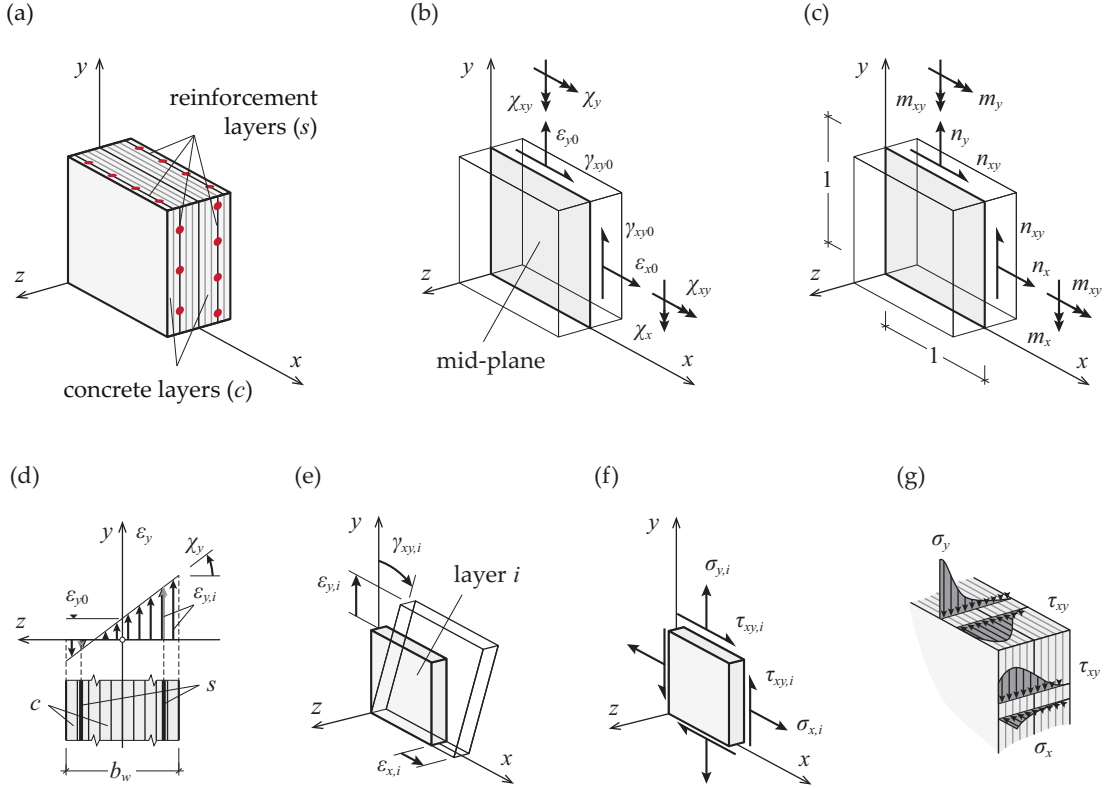 (a)
y
reinforcement
layers (s)
z
x
concrete layers (c)
(b)
y
χxy
χy
εy0
γxy0
γxy0
εx0
z
χxy
χx
mid-plane
x
(c)
y
mxy
my
ny
nxy
1
nxy
z
nx
mxy
mx
1
x
(d)
y
εy
χy
εy0
εy,i
z
c
s
bw
(e)
y
γxy,i
εy,i
layer i
z
εx,i
x
(f)
y
σy,i
τxy,i
τxy,i
z
σx,i
x
(g)
σy
τxy
τxy
σx